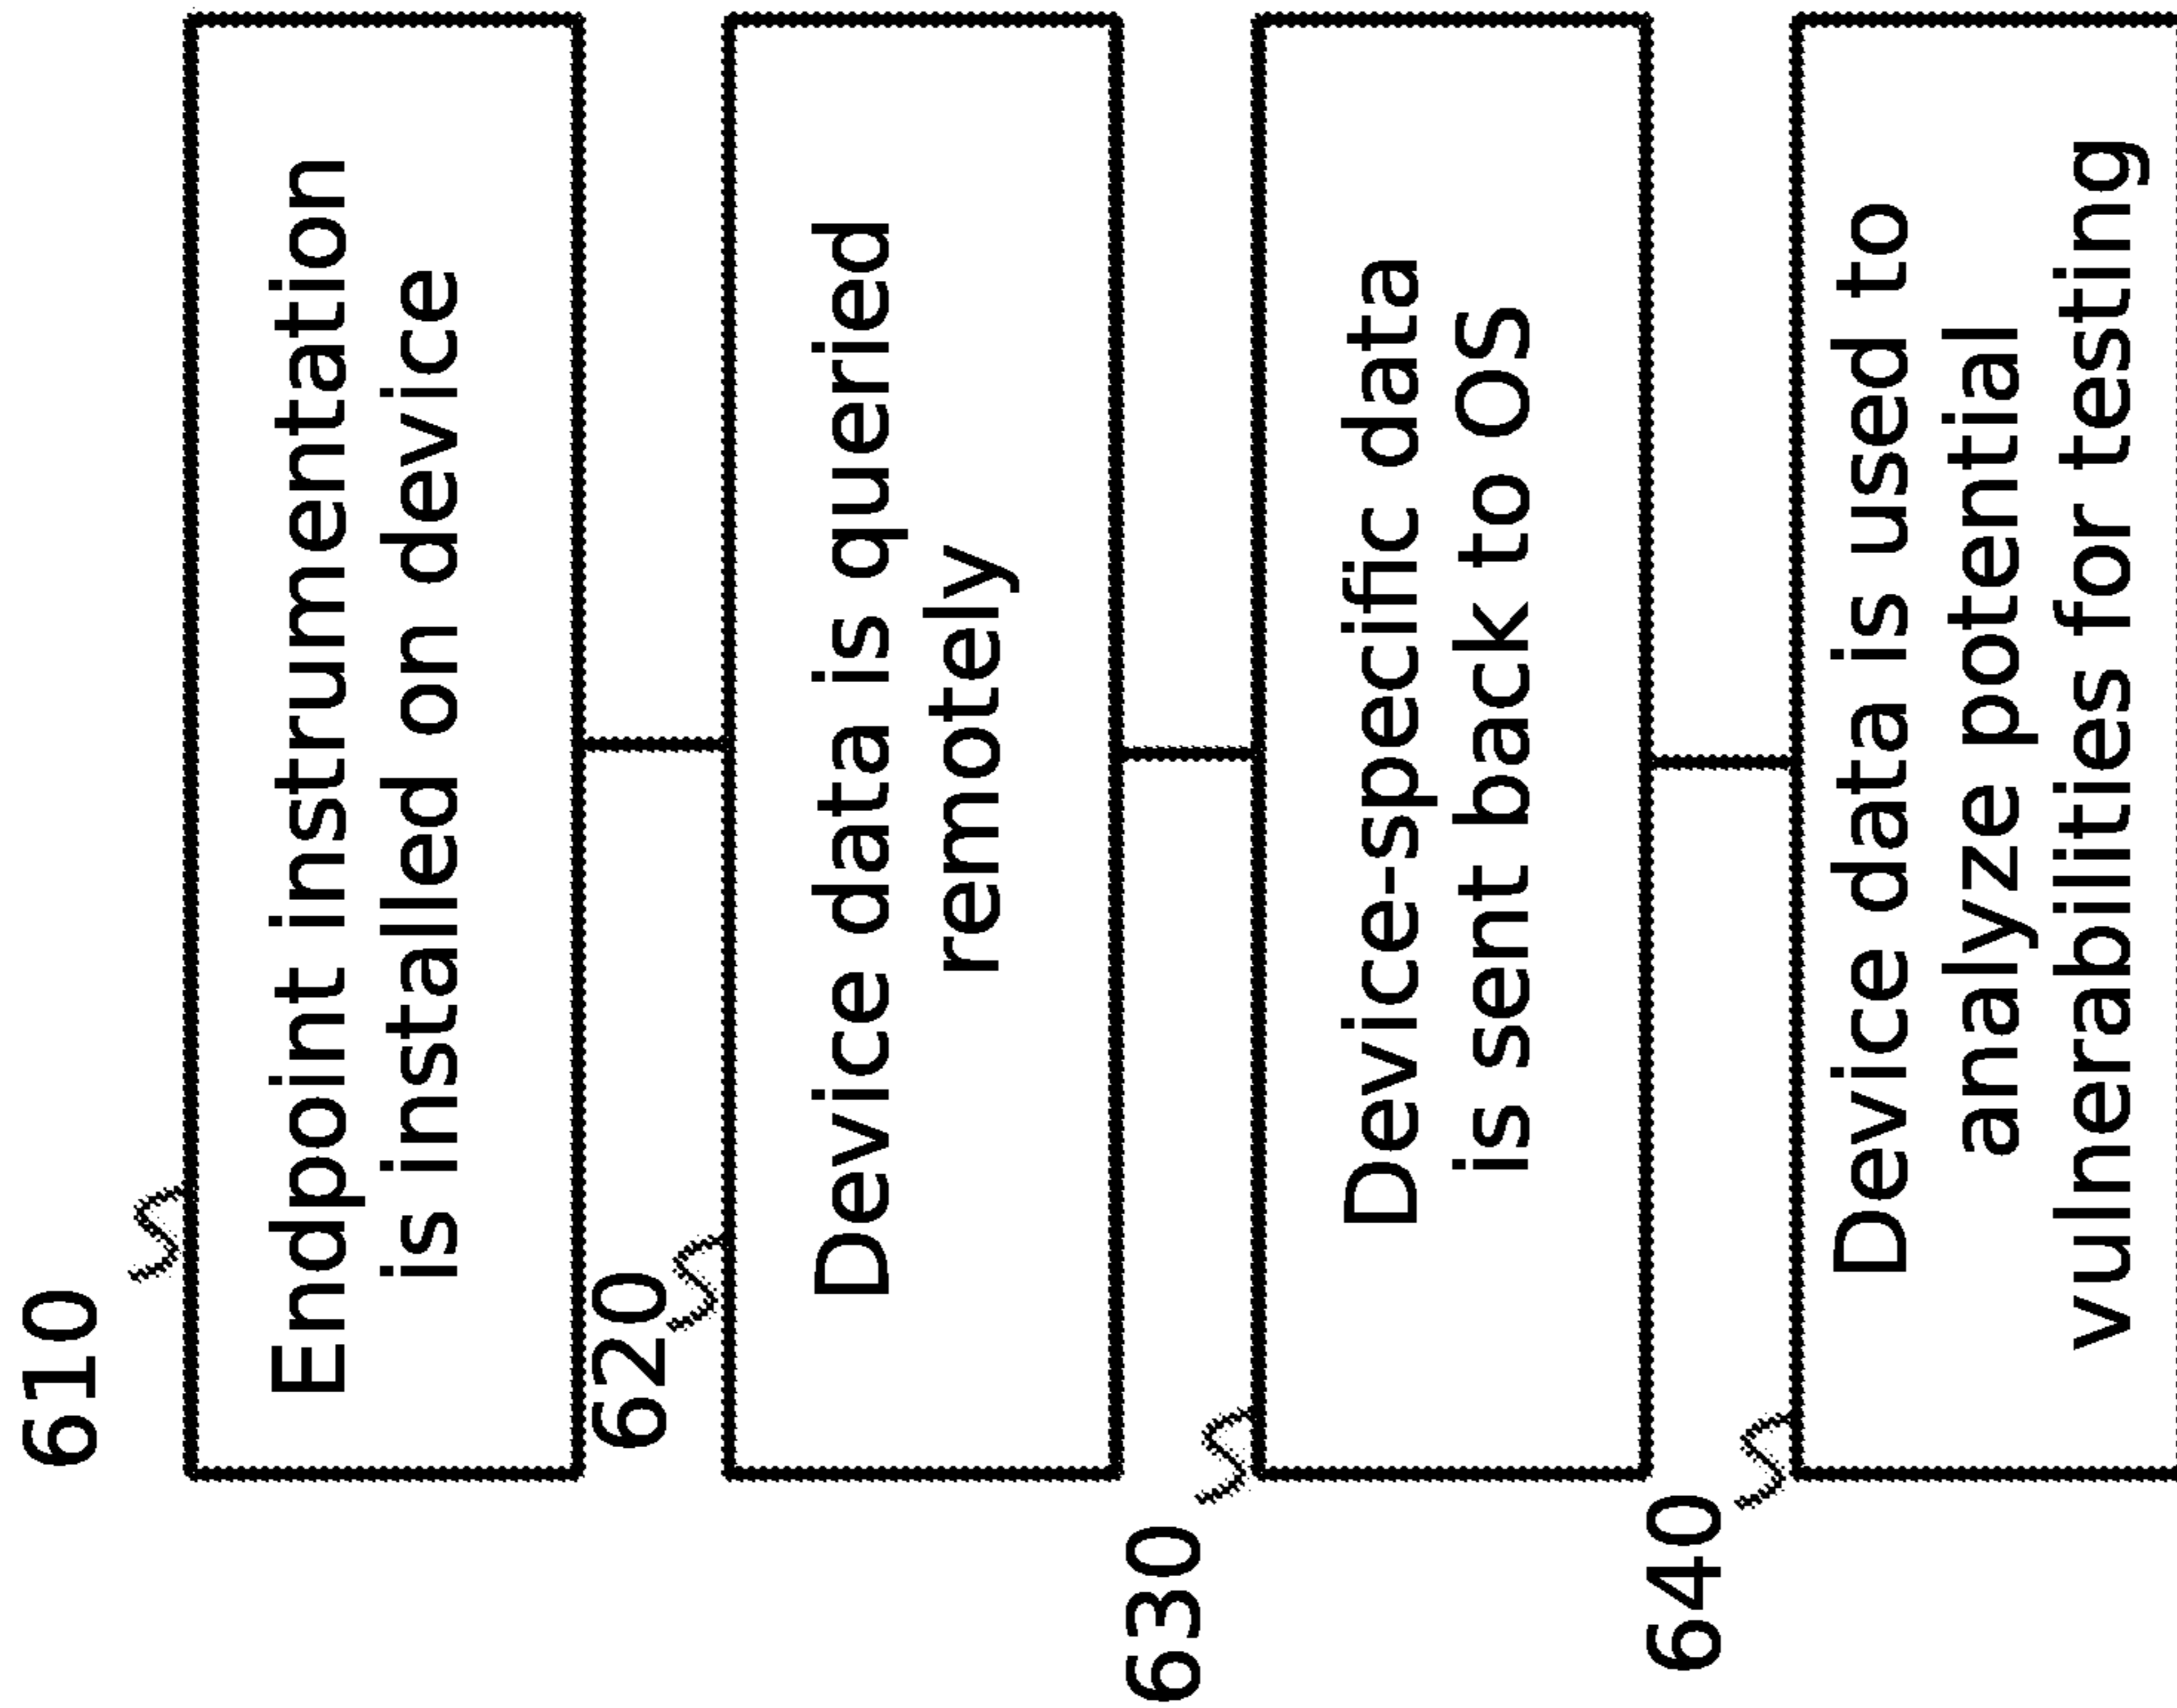 610
Endpoint instrumentation
is installed on device
620
Device data is queried
remotely
630
Device-specific data
is sent back to OS
640
Device data is used to
analyze potential
vulnerabilities for testing